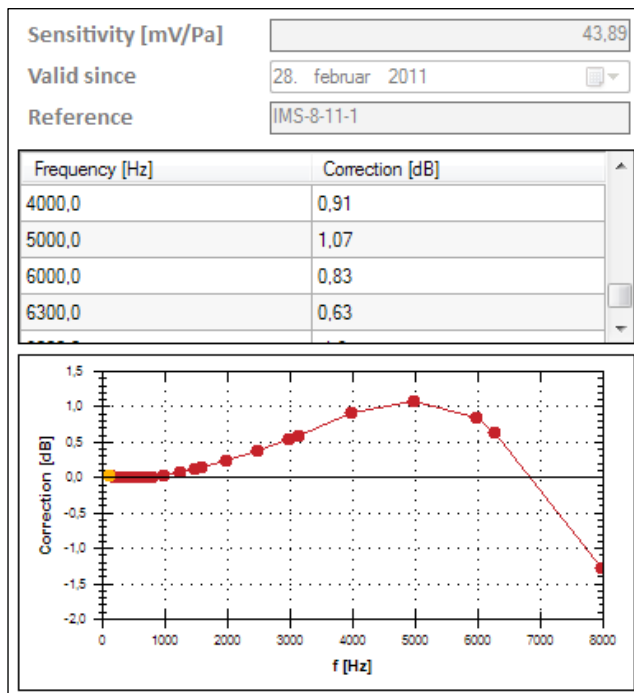 Sensitivity [mV/Pa] 43,89
Valid since 28. februar 2011
Reference IMS-8-11-1
Frequency [Hz] Correction [dB]
4000,0 0,91
5000,0 1,07
6000,0 0,83
6300,0 0,63
1,5
1,0
0,5
0,0
-0,5
-1,0
-1,5
-2,0
Correction [dB]
0 1000 2000 3000 4000 5000 6000 7000 8000
f [Hz]